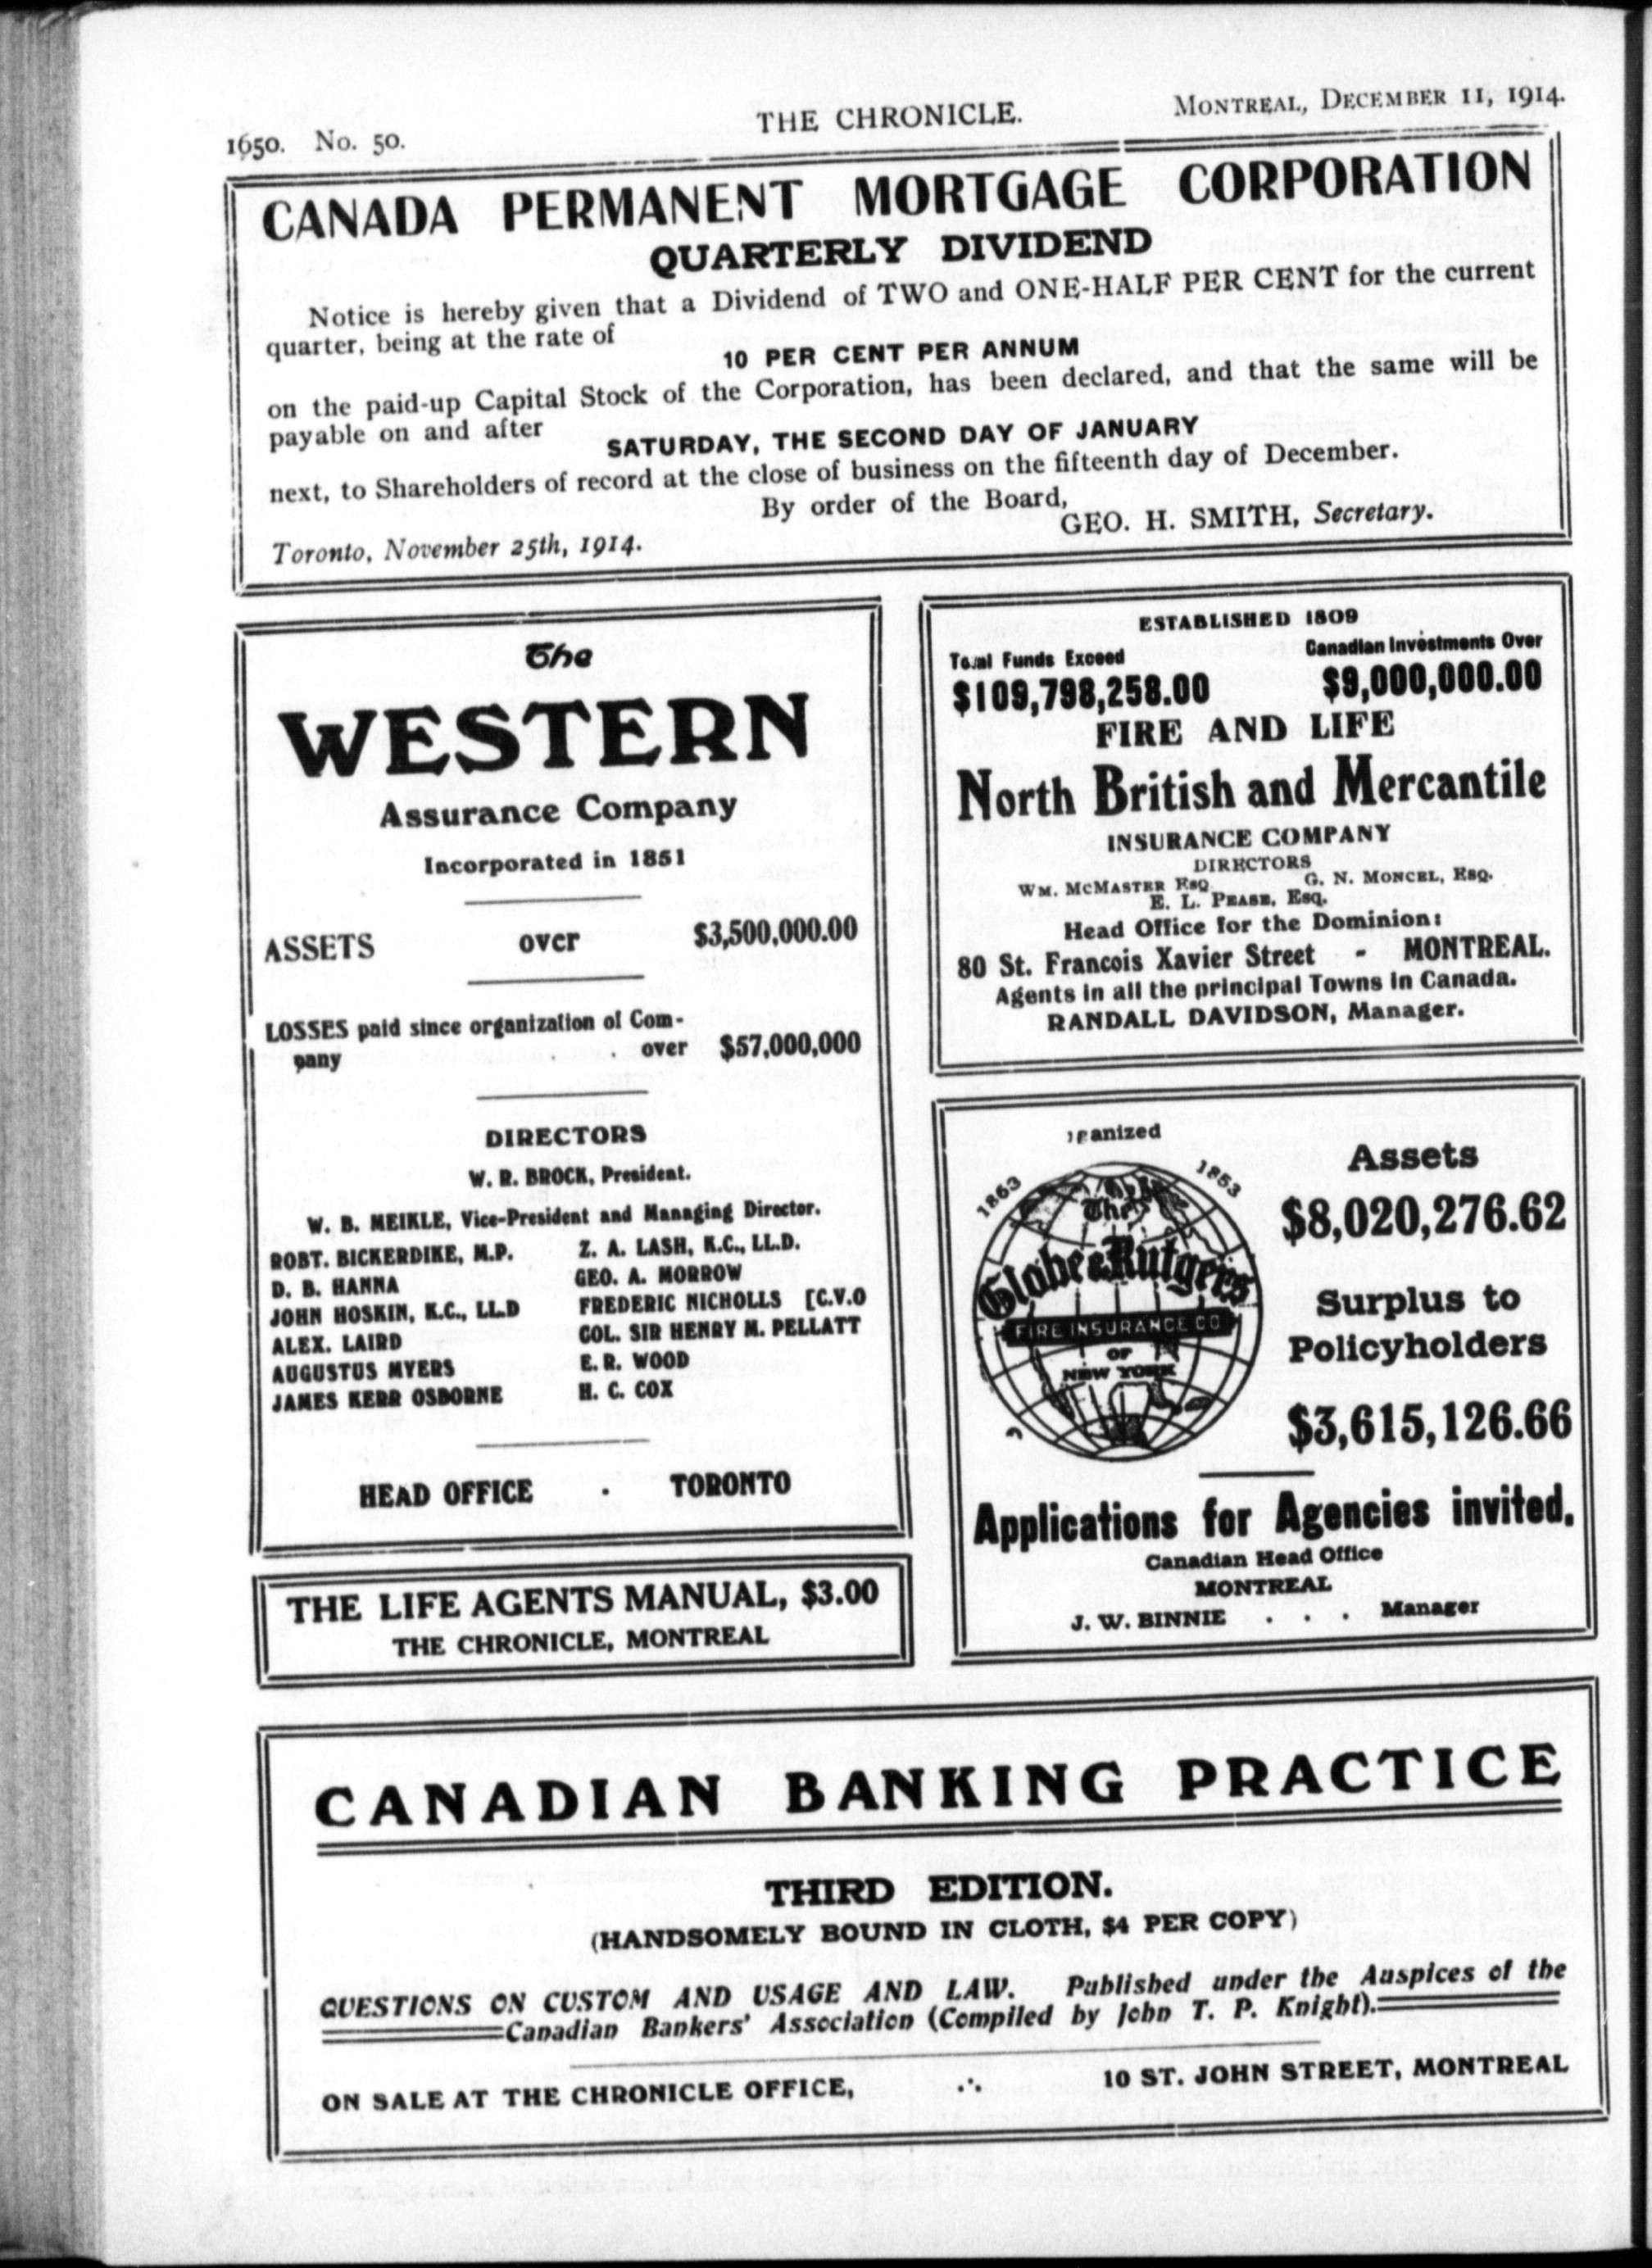 1650. No. 50.
THE CHRONICLE.
MONTREAL, DECEMBER 11, 1914.
CANADA PERMANENT MORTGAGE CORPORATION
QUARTERLY DIVIDEND
Notice is hereby given that a Dividend of TWO and ONE-HALF PER CENT for the current
quarter, being at the rate of
10 PER CENT PER ANNUM
on the paid-up Capital Stock of the Corporation, has been declared, and that the same will be
payable on and after
SATURDAY, THE SECOND DAY OF JANUARY
next, to Shareholders of record at the close of business on the fifteenth day of December.
By order of the Board,
GEO. H. SMITH, Secretary.
Toronto, November 25th, 1914.
The
WESTERN
Assurance Company
Incorporated in 1851
ASSETS over $3,500,000.00
LOSSES paid since organization of Com-
pany over $57,000,000
DIRECTORS
W. R. BROCK, President.
W. B. MEIKLE, Vice-President and Managing Director.
ROBT. BICKERDIKE, M.P.
D. B. HANNA
JOHN HOSKIN, K.C., LL.D
ALEX. LAIRD
AUGUSTUS MYERS
JAMES KERR OSBORNE
Z. A. LASH, K.C., LL.D.
GEO. A. MORROW
FREDERIC NICHOLLS [C.V.O
COL. SIR HENRY M. PELLATT
E. R. WOOD
H. C. COX
HEAD OFFICE . TORONTO
THE LIFE AGENTS MANUAL, $3.00
THE CHRONICLE, MONTREAL
ESTABLISHED 1809
Total Funds Exceed
$109,798,258.00
Canadian Investments Over
$9,000,000.00
FIRE AND LIFE
North British and Mercantile
INSURANCE COMPANY
DIRECTORS
WM. MCMASTER ESQ. G. N. MONCEL, ESQ.
E. L. PEASE, ESQ.
Head Office for the Dominion:
80 St. Francois Xavier Street - MONTREAL.
Agents in all the principal Towns in Canada.
RANDALL DAVIDSON, Manager.
rganized
1863 1853
The
Globe & Rutgers
FIRE INSURANCE CO
OF
NEW YORK
Assets
$8,020,276.62
Surplus to
Policyholders
$3,615,126.66
Applications for Agencies invited.
Canadian Head Office
MONTREAL
J. W. BINNIE . . . Manager
CANADIAN BANKING PRACTICE
THIRD EDITION.
(HANDSOMELY BOUND IN CLOTH, $4 PER COPY)
QUESTIONS ON CUSTOM AND USAGE AND LAW. Published under the Auspices of the
Canadian Bankers' Association (Compiled by John T. P. Knight).
ON SALE AT THE CHRONICLE OFFICE, ∴ 10 ST. JOHN STREET, MONTREAL